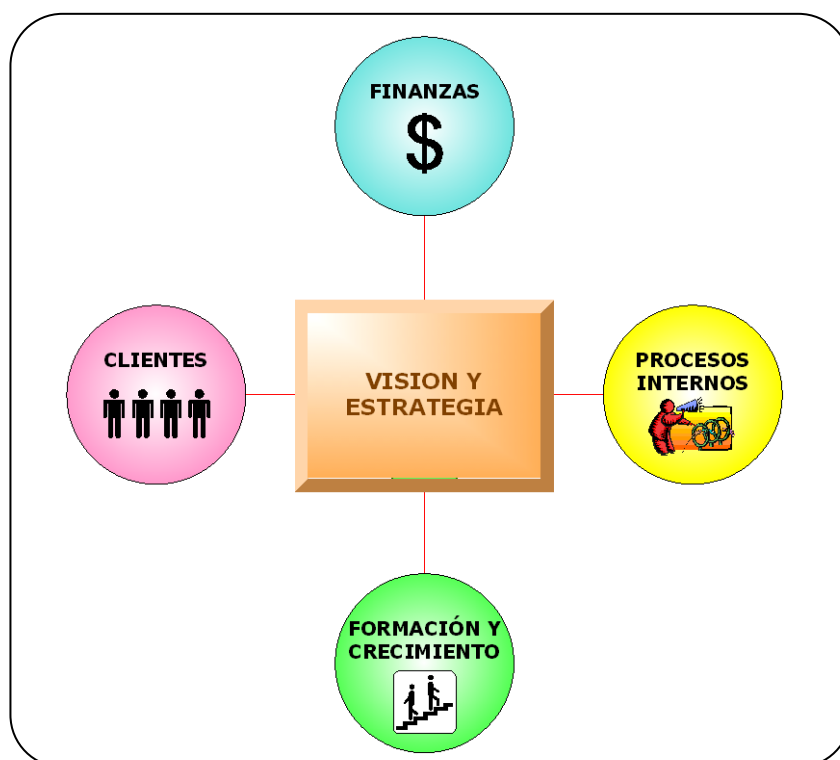 FINANZAS
$
CLIENTES
VISION Y
ESTRATEGIA
PROCESOS
INTERNOS
FORMACIÓN Y
CRECIMIENTO